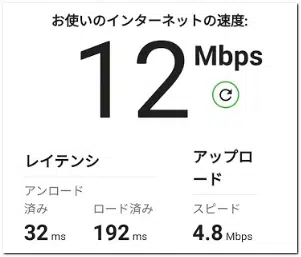 お使いのインターネットの速度:
12 Mbps
レイテンシ
アンロード
済み
ロード済み
32 ms
192 ms
アップロ
ード
スピード
4.8 Mbps